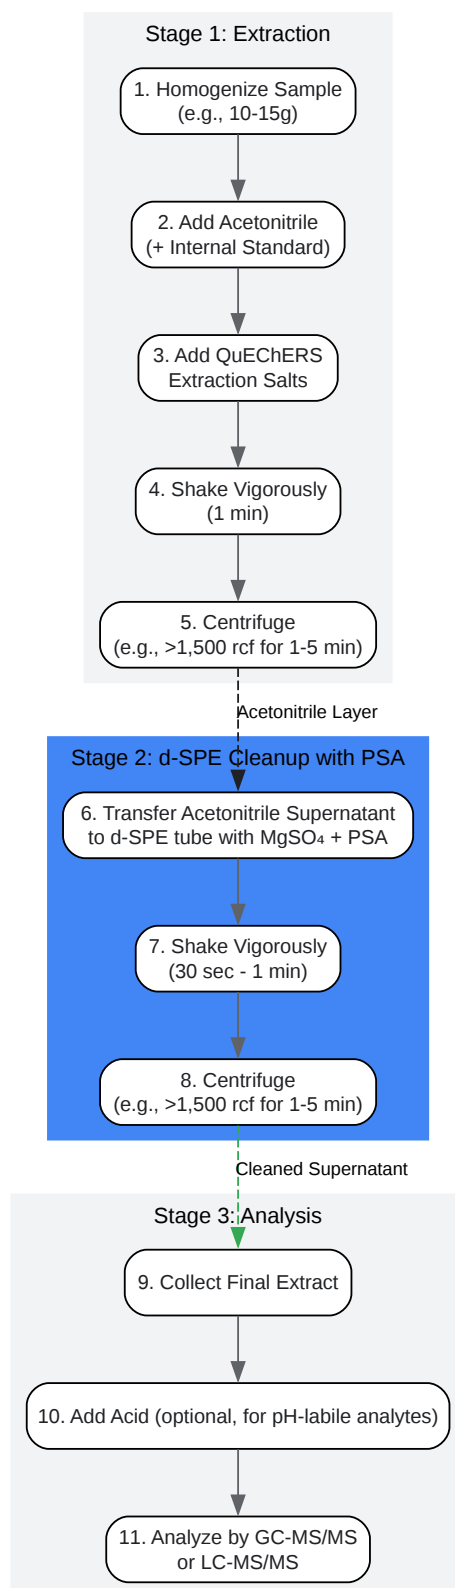 Stage 1: Extraction
1. Homogenize Sample
(e.g., 10-15g)
2. Add Acetonitrile
(+ Internal Standard)
3. Add QuEChERS
Extraction Salts
4. Shake Vigorously
(1 min)
5. Centrifuge
(e.g., >1,500 rcf for 1-5 min)
Acetonitrile Layer
Stage 2: d-SPE Cleanup with PSA
6. Transfer Acetonitrile Supernatant
to d-SPE tube with MgSO₄ + PSA
7. Shake Vigorously
(30 sec - 1 min)
8. Centrifuge
(e.g., >1,500 rcf for 1-5 min)
Cleaned Supernatant
Stage 3: Analysis
9. Collect Final Extract
10. Add Acid (optional, for pH-labile analytes)
11. Analyze by GC-MS/MS
or LC-MS/MS